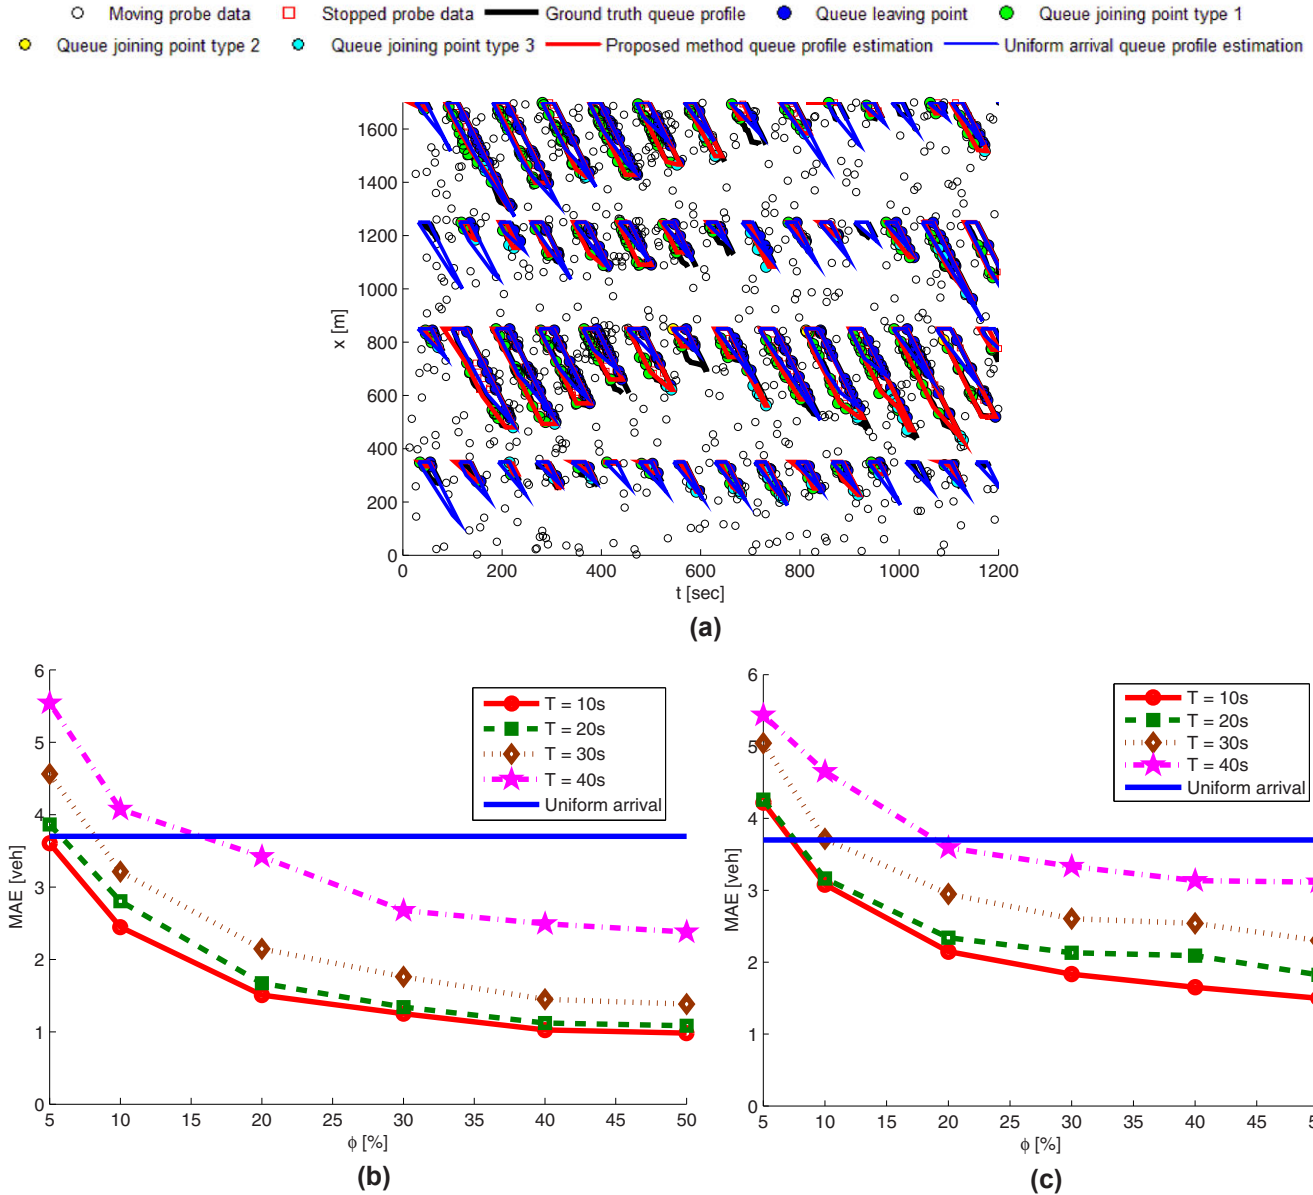 Moving probe data Stopped probe data Ground truth queue profile Queue leaving point Queue joining point type 1
Queue joining point type 2 Queue joining point type 3 Proposed method queue profile estimation Uniform arrival queue profile estimation
1600
1400
1200
1000
800
600
400
200
0
x [m]
0 200 400 600 800 1000 1200
t [sec]
(a)
6
5
4
3
2
1
0
MAE [veh]
T = 10s
T = 20s
T = 30s
T = 40s
Uniform arrival
5 10 15 20 25 30 35 40 45 50
ϕ [%]
(b)
6
5
4
3
2
1
0
MAE [veh]
T = 10s
T = 20s
T = 30s
T = 40s
Uniform arrival
5 10 15 20 25 30 35 40 45 5
ϕ [%]
(c)